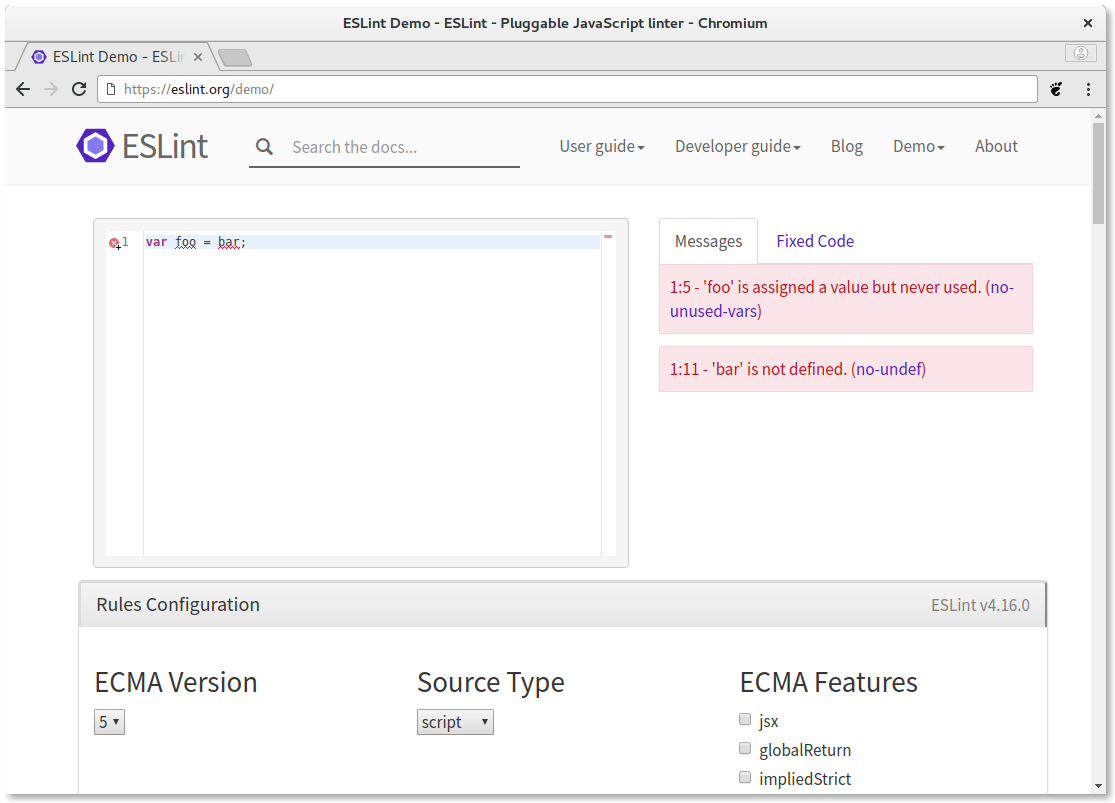 ESLint Demo - ESLint - Pluggable JavaScript linter - Chromium
ESLint Demo - ESLi
https://eslint.org/demo/
ESLint
Search the docs...
User guide
Developer guide
Blog
Demo
About
1 var foo = bar;
Messages
Fixed Code
1:5 - 'foo' is assigned a value but never used. (no-
unused-vars)
1:11 - 'bar' is not defined. (no-undef)
Rules Configuration
ESLint v4.16.0
ECMA Version
5
Source Type
script
ECMA Features
jsx
globalReturn
impliedStrict